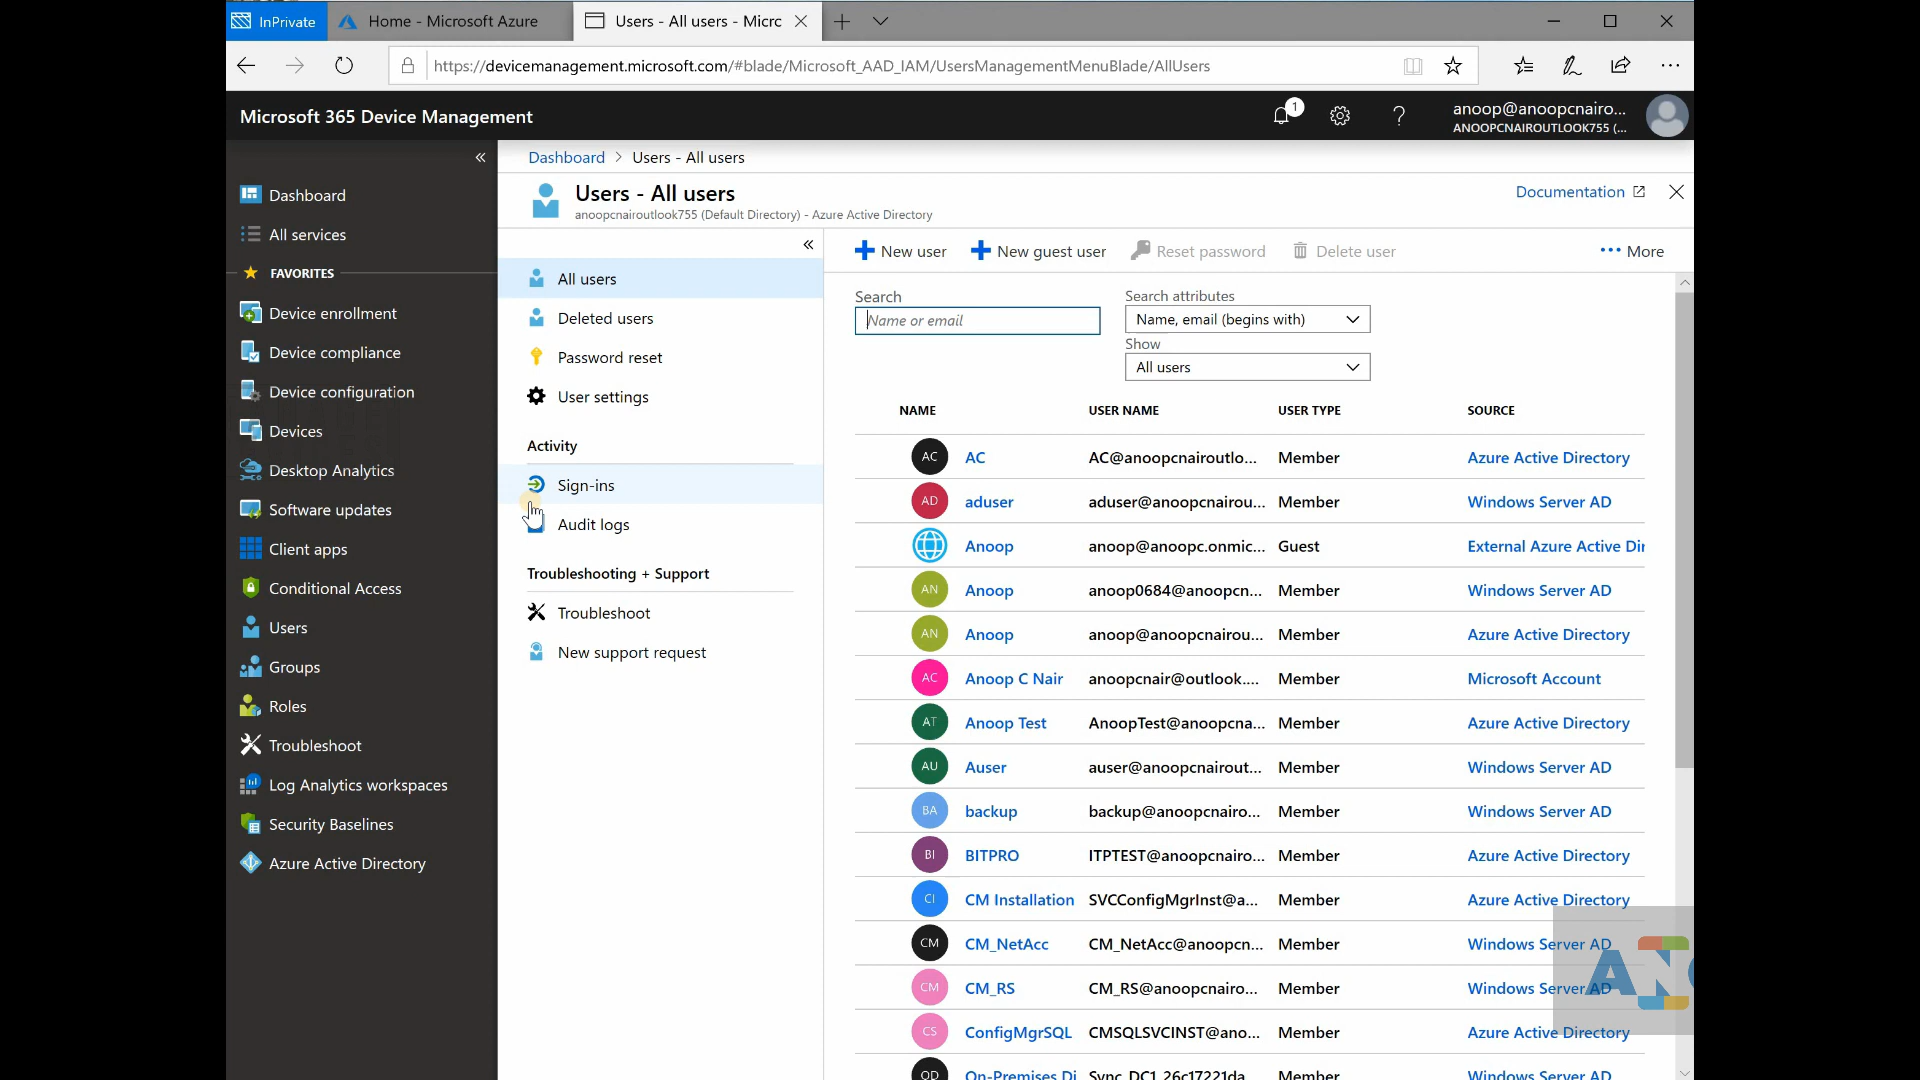 InPrivate
Home - Microsoft Azure
Users - All users - Micrc
https://devicemanagement.microsoft.com/#blade/Microsoft_AAD_IAM/UsersManagementMenuBlade/AllUsers
Microsoft 365 Device Management
1
anoop@anoopcnairo...
ANOOPCNAIROUTLOOK755 (...
Dashboard
All services
FAVORITES
Device enrollment
Device compliance
Device configuration
Devices
Desktop Analytics
Software updates
Client apps
Conditional Access
Users
Groups
Roles
Troubleshoot
Log Analytics workspaces
Security Baselines
Azure Active Directory
Dashboard > Users - All users
Users - All users
anoopcnairoutlook755 (Default Directory) - Azure Active Directory
Documentation
All users
Deleted users
Password reset
User settings
Activity
Sign-ins
Audit logs
Troubleshooting + Support
Troubleshoot
New support request
New user
New guest user
Reset password
Delete user
More
Search
Name or email
Search attributes
Name, email (begins with)
Show
All users
NAME USER NAME USER TYPE SOURCE
AC AC AC@anoopcnairoutlo... Member Azure Active Directory
AD aduser aduser@anoopcnairou... Member Windows Server AD
Anoop anoop@anoopc.onmic... Guest External Azure Active Dir
AN Anoop anoop0684@anoopcn... Member Windows Server AD
AN Anoop anoop@anoopcnairou... Member Azure Active Directory
AC Anoop C Nair anoopcnair@outlook.... Member Microsoft Account
AT Anoop Test AnoopTest@anoopcna... Member Azure Active Directory
AU Auser auser@anoopcnairout... Member Windows Server AD
BA backup backup@anoopcnairo... Member Windows Server AD
BI BITPRO ITPTEST@anoopcnairo... Member Azure Active Directory
CI CM Installation SVCConfigMgrInst@a... Member Azure Active Directory
CM CM_NetAcc CM_NetAcc@anoopcn... Member Windows Server AD
CM CM_RS CM_RS@anoopcnairo... Member Windows Server AD
CS ConfigMgrSQL CMSQLSVCINST@ano... Member Azure Active Directory
OD On-Premises Di Sync_DC1_26c17221da Member Windows Server AD